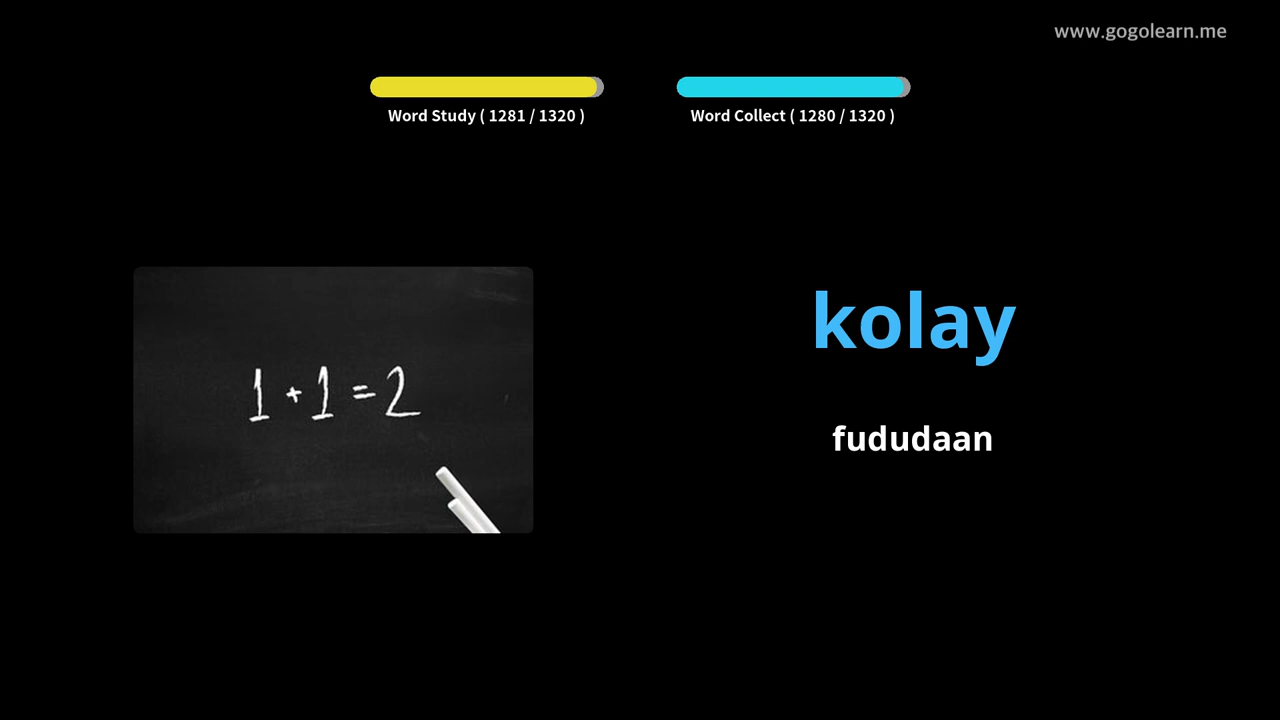 www.gogolearn.me
Word Study ( 1281 / 1320 )
Word Collect ( 1280 / 1320 )
1 + 1 = 2
kolay
fududaan